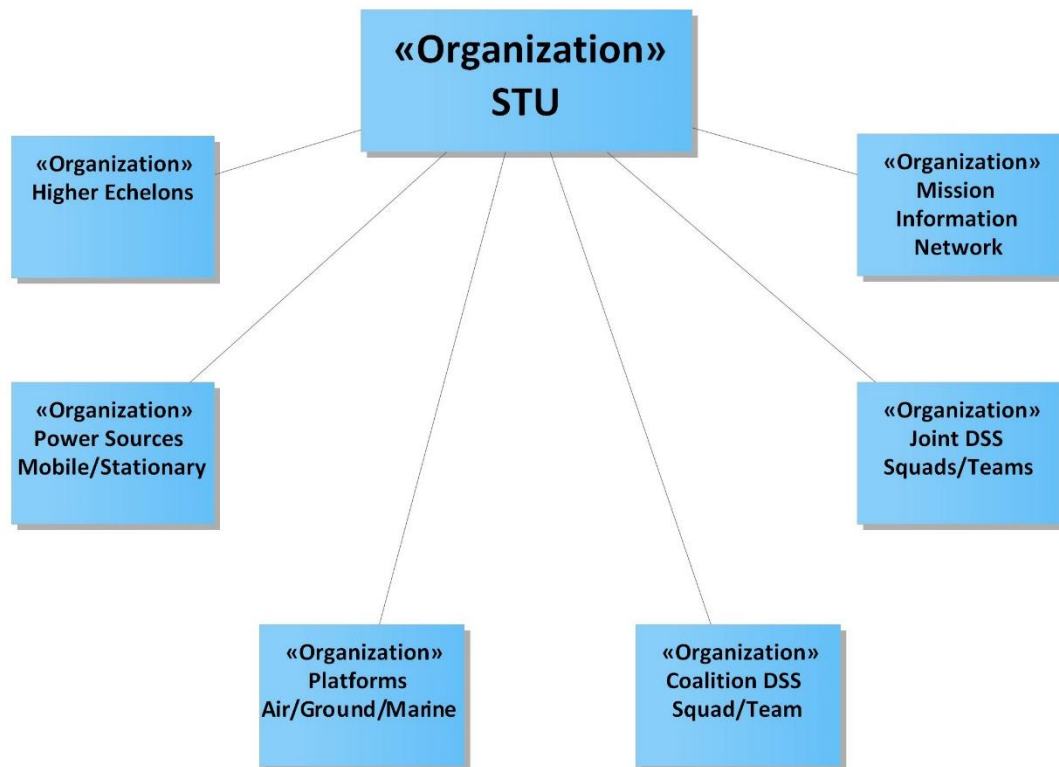 «Organization»
STU
«Organization»
Higher Echelons
«Organization»
Mission
Information
Network
«Organization»
Power Sources
Mobile/Stationary
«Organization»
Joint DSS
Squads/Teams
«Organization»
Platforms
Air/Ground/Marine
«Organization»
Coalition DSS
Squad/Team